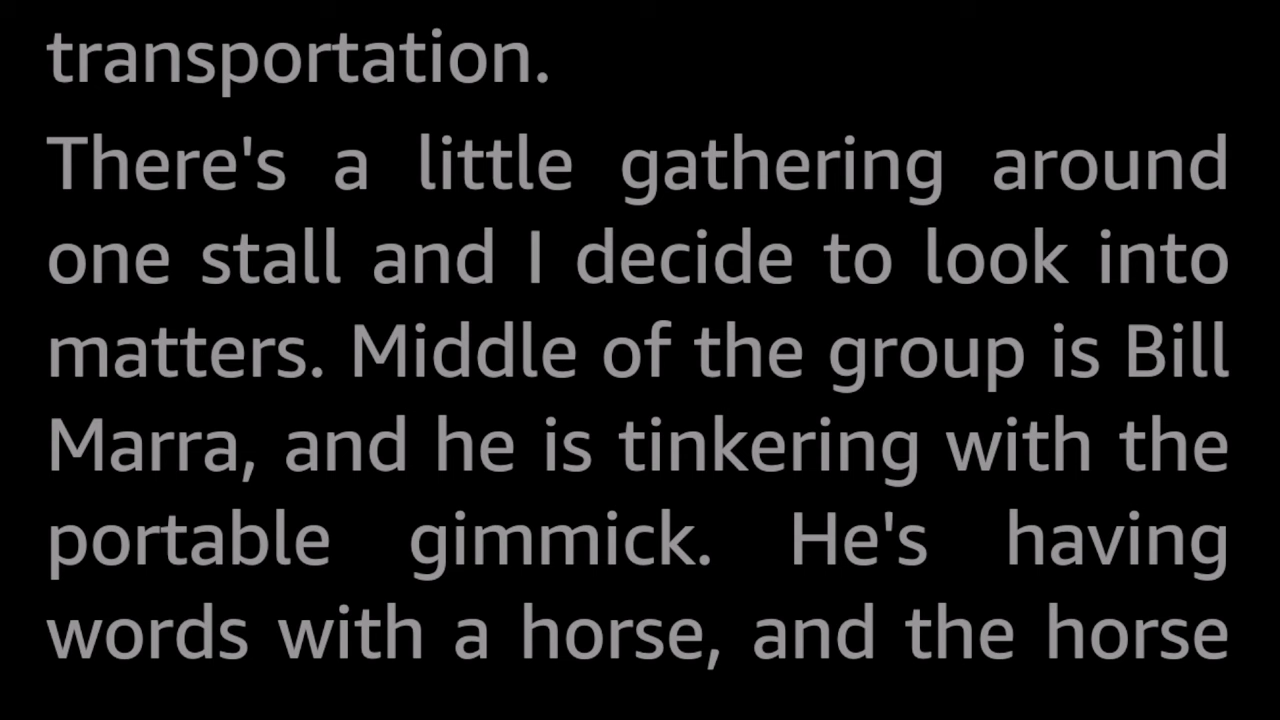 transportation.
There's a little gathering around
one stall and I decide to look into
matters. Middle of the group is Bill
Marra, and he is tinkering with the
portable gimmick. He's having
words with a horse, and the horse